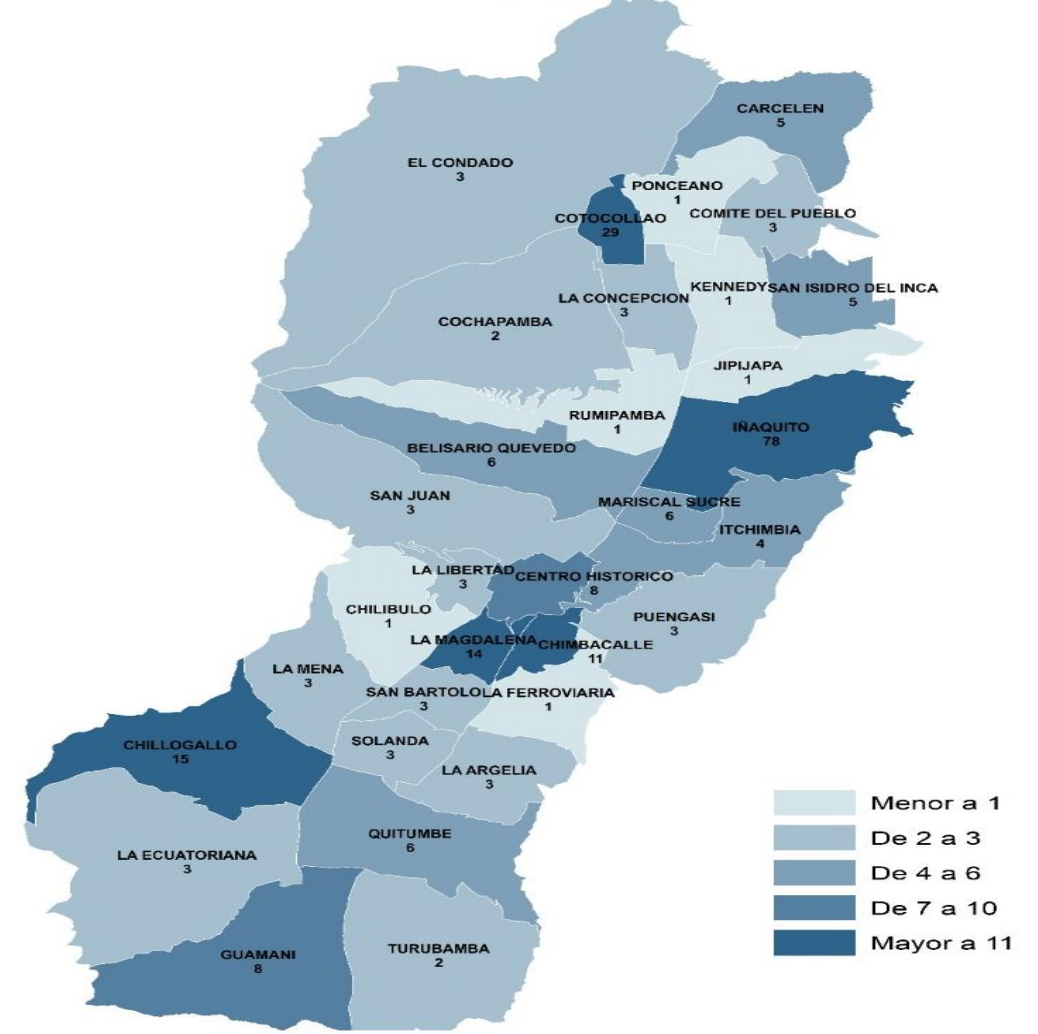 CARCELEN
5
EL CONDADO
3
PONCEANO
1
COTOCOLLAO
29
COMITE DEL PUEBLO
3
LA CONCEPCION
3
KENNEDY
1
SAN ISIDRO DEL INCA
5
COCHAPAMBA
2
JIPIJAPA
1
RUMIPAMBA
1
IÑAQUITO
78
BELISARIO QUEVEDO
6
SAN JUAN
3
MARISCAL SUCRE
6
ITCHIMBIA
4
LA LIBERTAD
3
CENTRO HISTORICO
8
CHILIBULO
1
PUENGASI
3
LA MAGDALENA
14
CHIMBACALLE
11
LA MENA
3
SAN BARTOLO
3
LA FERROVIARIA
1
CHILLOGALLO
15
SOLANDA
3
LA ARGELIA
3
QUITUMBE
6
LA ECUATORIANA
3
GUAMANI
8
TURUBAMBA
2
Menor a 1
De 2 a 3
De 4 a 6
De 7 a 10
Mayor a 11